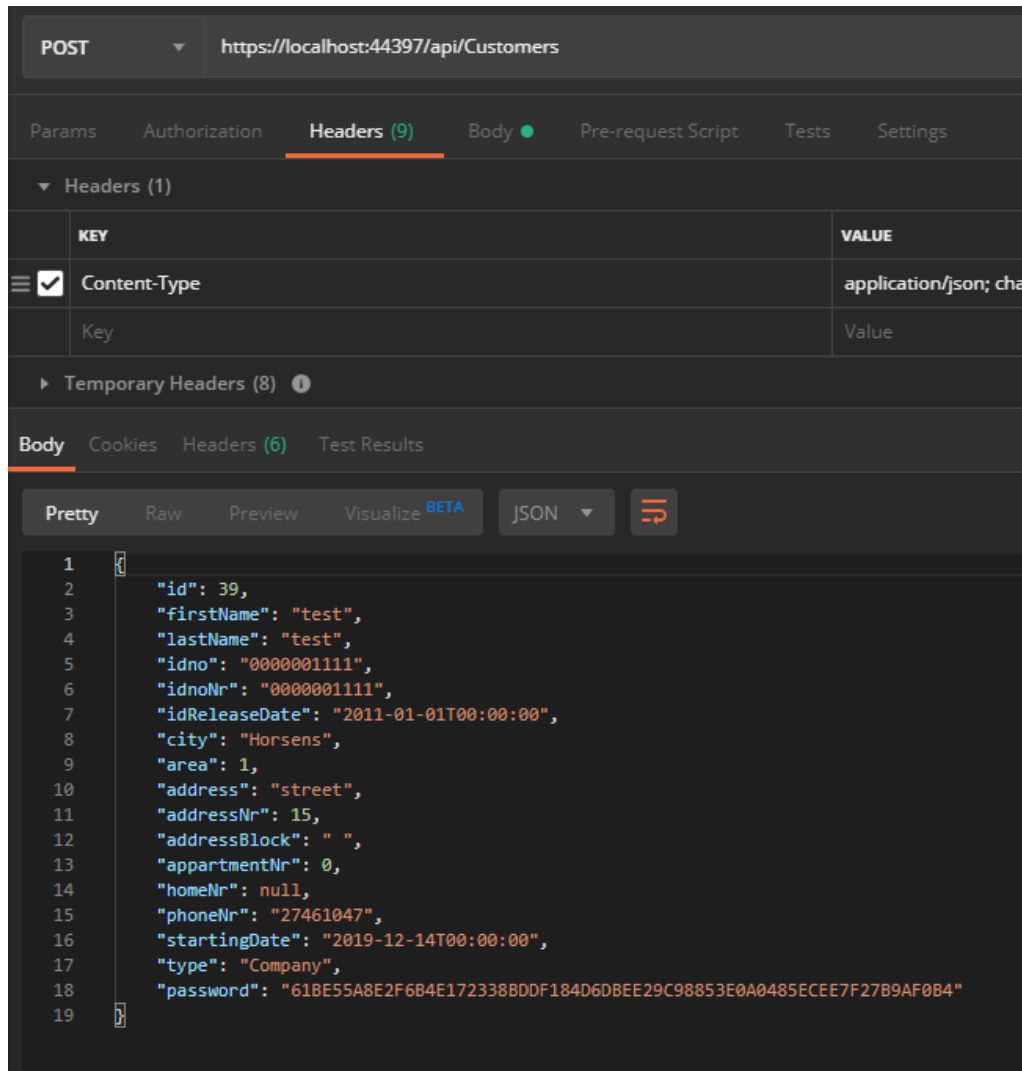 POST https://localhost:44397/api/Customers
Params Authorization Headers (9) Body Pre-request Script Tests Settings
Headers (1)
KEY VALUE
Content-Type application/json; cha
Key Value
Temporary Headers (8)
Body Cookies Headers (6) Test Results
Pretty Raw Preview Visualize BETA JSON
1 {
2 "id": 39,
3 "firstName": "test",
4 "lastName": "test",
5 "idno": "0000001111",
6 "idnoNr": "0000001111",
7 "idReleaseDate": "2011-01-01T00:00:00",
8 "city": "Horsens",
9 "area": 1,
10 "address": "street",
11 "addressNr": 15,
12 "addressBlock": " ",
13 "appartmentNr": 0,
14 "homeNr": null,
15 "phoneNr": "27461047",
16 "startingDate": "2019-12-14T00:00:00",
17 "type": "Company",
18 "password": "61BE55A8E2F6B4E172338BDDF184D6DBEE29C98853E0A0485ECEE7F27B9AF0B4"
19 }